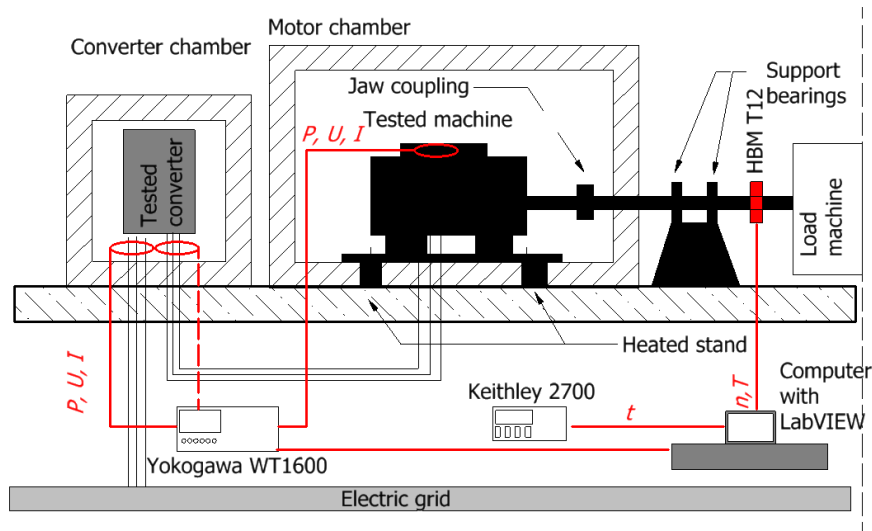 Motor chamber
Converter chamber
Jaw coupling
Tested machine
Support
bearings
P, U, I
HBM T12
Tested
converter
Load
machine
Heated stand
P, U, I
Keithley 2700
t
n,T
Computer
with
LabVIEW
Yokogawa WT1600
Electric grid